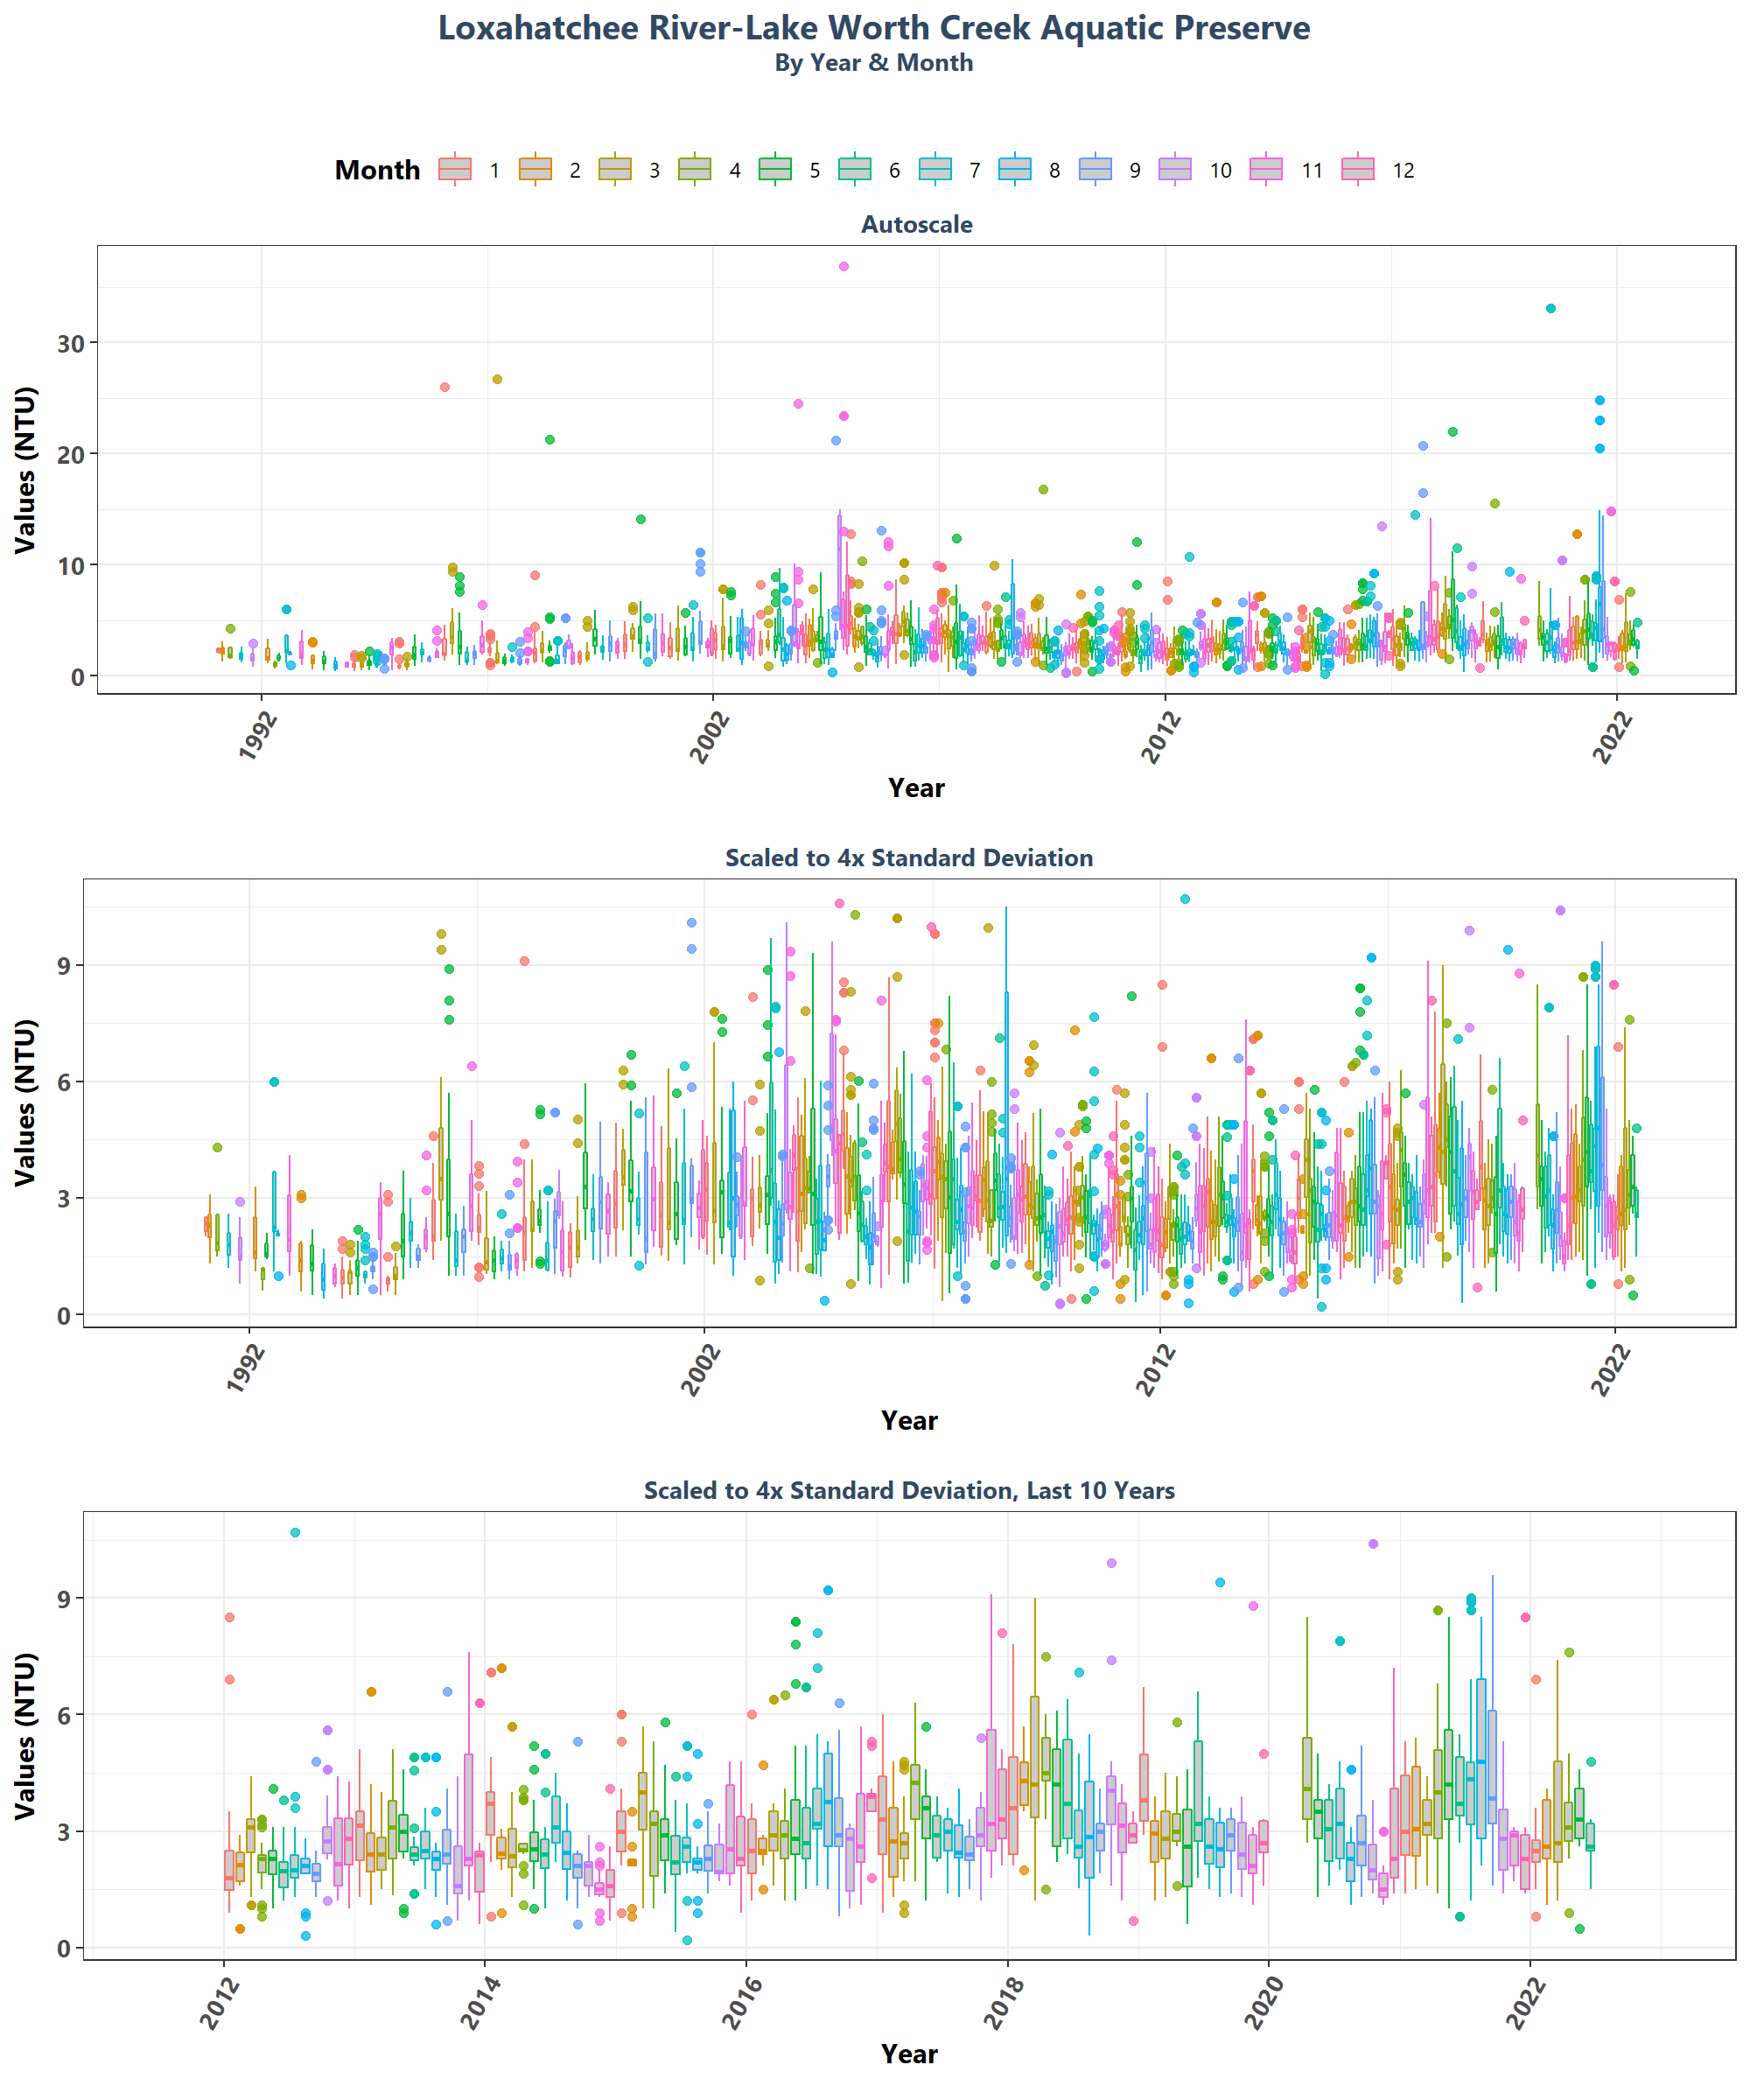 Loxahatchee River-Lake Worth Creek Aquatic Preserve
By Year & Month
Month 1 2 3 4 5 6 7 8 9 10 11 12
Autoscale
Values (NTU)
30
20
10
0
1992 2002 2012 2022
Year
Scaled to 4x Standard Deviation
Values (NTU)
9
6
3
0
1992 2002 2012 2022
Year
Scaled to 4x Standard Deviation, Last 10 Years
Values (NTU)
9
6
3
0
2012 2014 2016 2018 2020 2022
Year